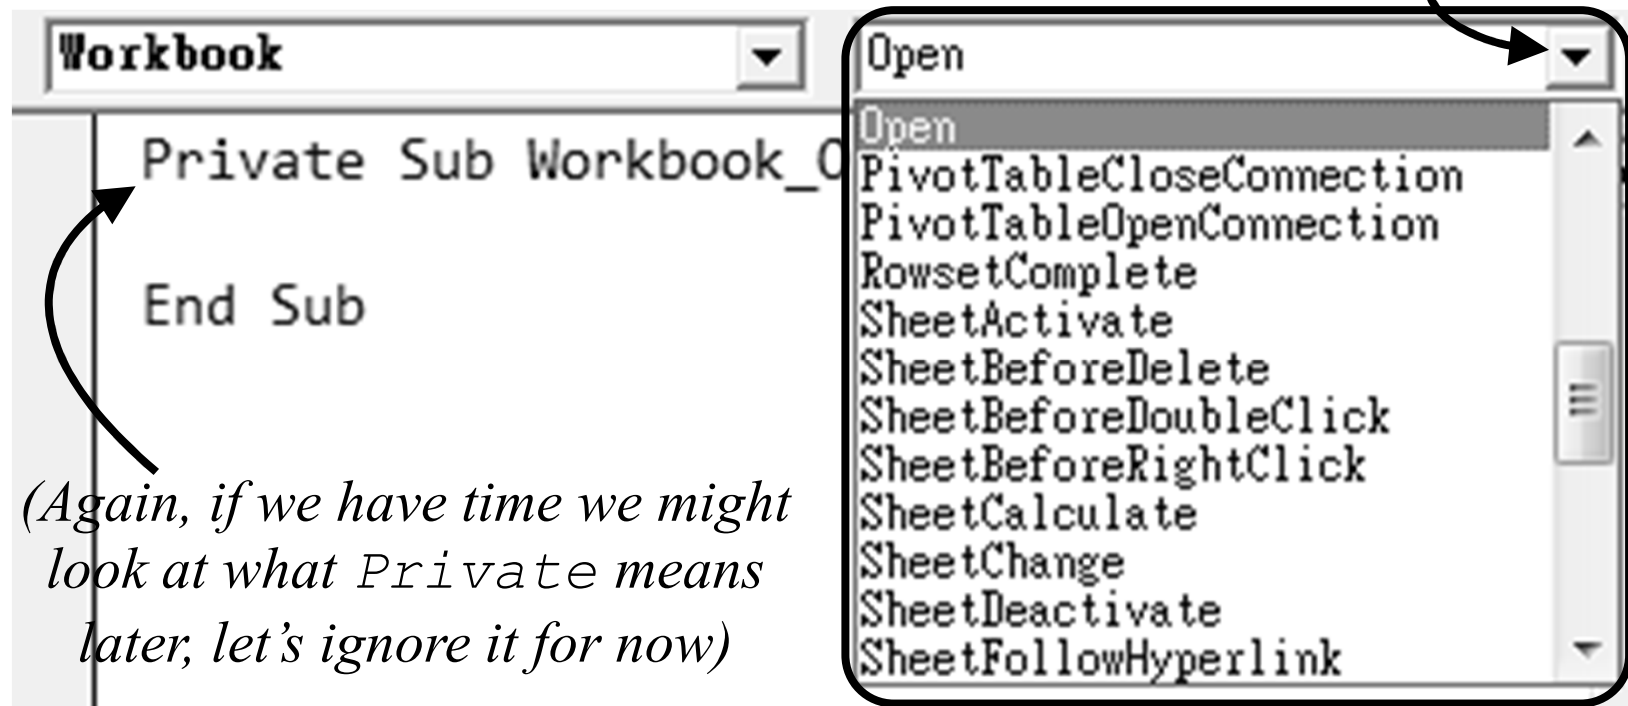 Workbook
Open
Private Sub Workbook_O
End Sub
(Again, if we have time we might
look at what Private means
later, let's ignore it for now)
Open
PivotTableCloseConnection
PivotTableOpenConnection
RowsetComplete
SheetActivate
SheetBeforeDelete
SheetBeforeDoubleClick
SheetBeforeRightClick
SheetCalculate
SheetChange
SheetDeactivate
SheetFollowHyperlink